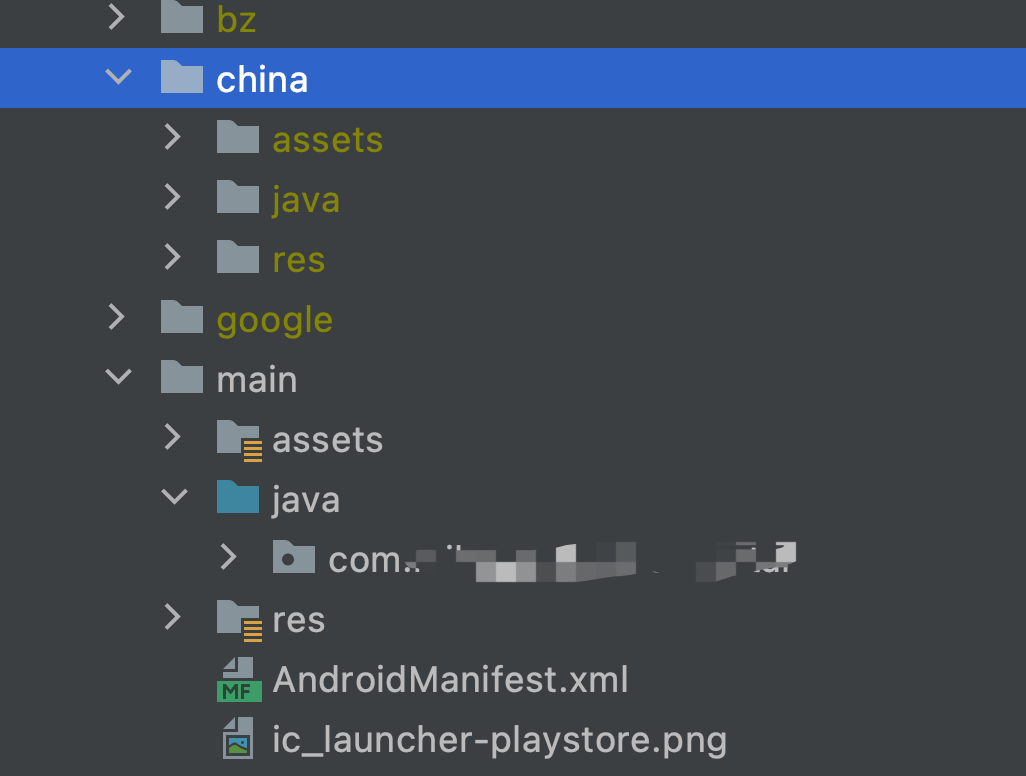 bz
china
assets
java
res
google
main
assets
java
com.
res
MF AndroidManifest.xml
ic_launcher-playstore.png